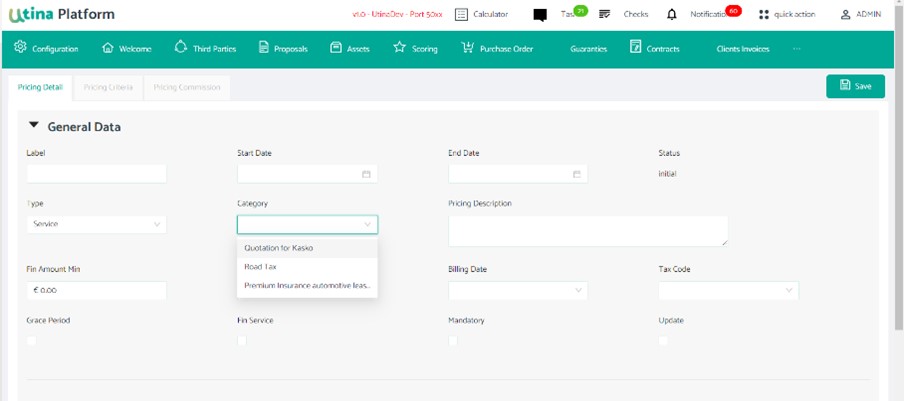 Utina Platform
v1.0 - UtinaDev - Port 50xx
Calculator
Tas 71
Checks
Notificatio 60
quick action
ADMIN
Configuration
Welcome
Third Parties
Proposals
Assets
Scoring
Purchase Order
Guaranties
Contracts
Clients Invoices
...
Pricing Detail
Pricing Criteria
Pricing Commission
Save
General Data
Label
Start Date
End Date
Status
initial
Type
Category
Pricing Description
Service
Quotation for Kasko
Road Tax
Premium Insurance automotive leas...
Fin Amount Min
Billing Date
Tax Code
€ 0.00
Grace Period
Fin Service
Mandatory
Update